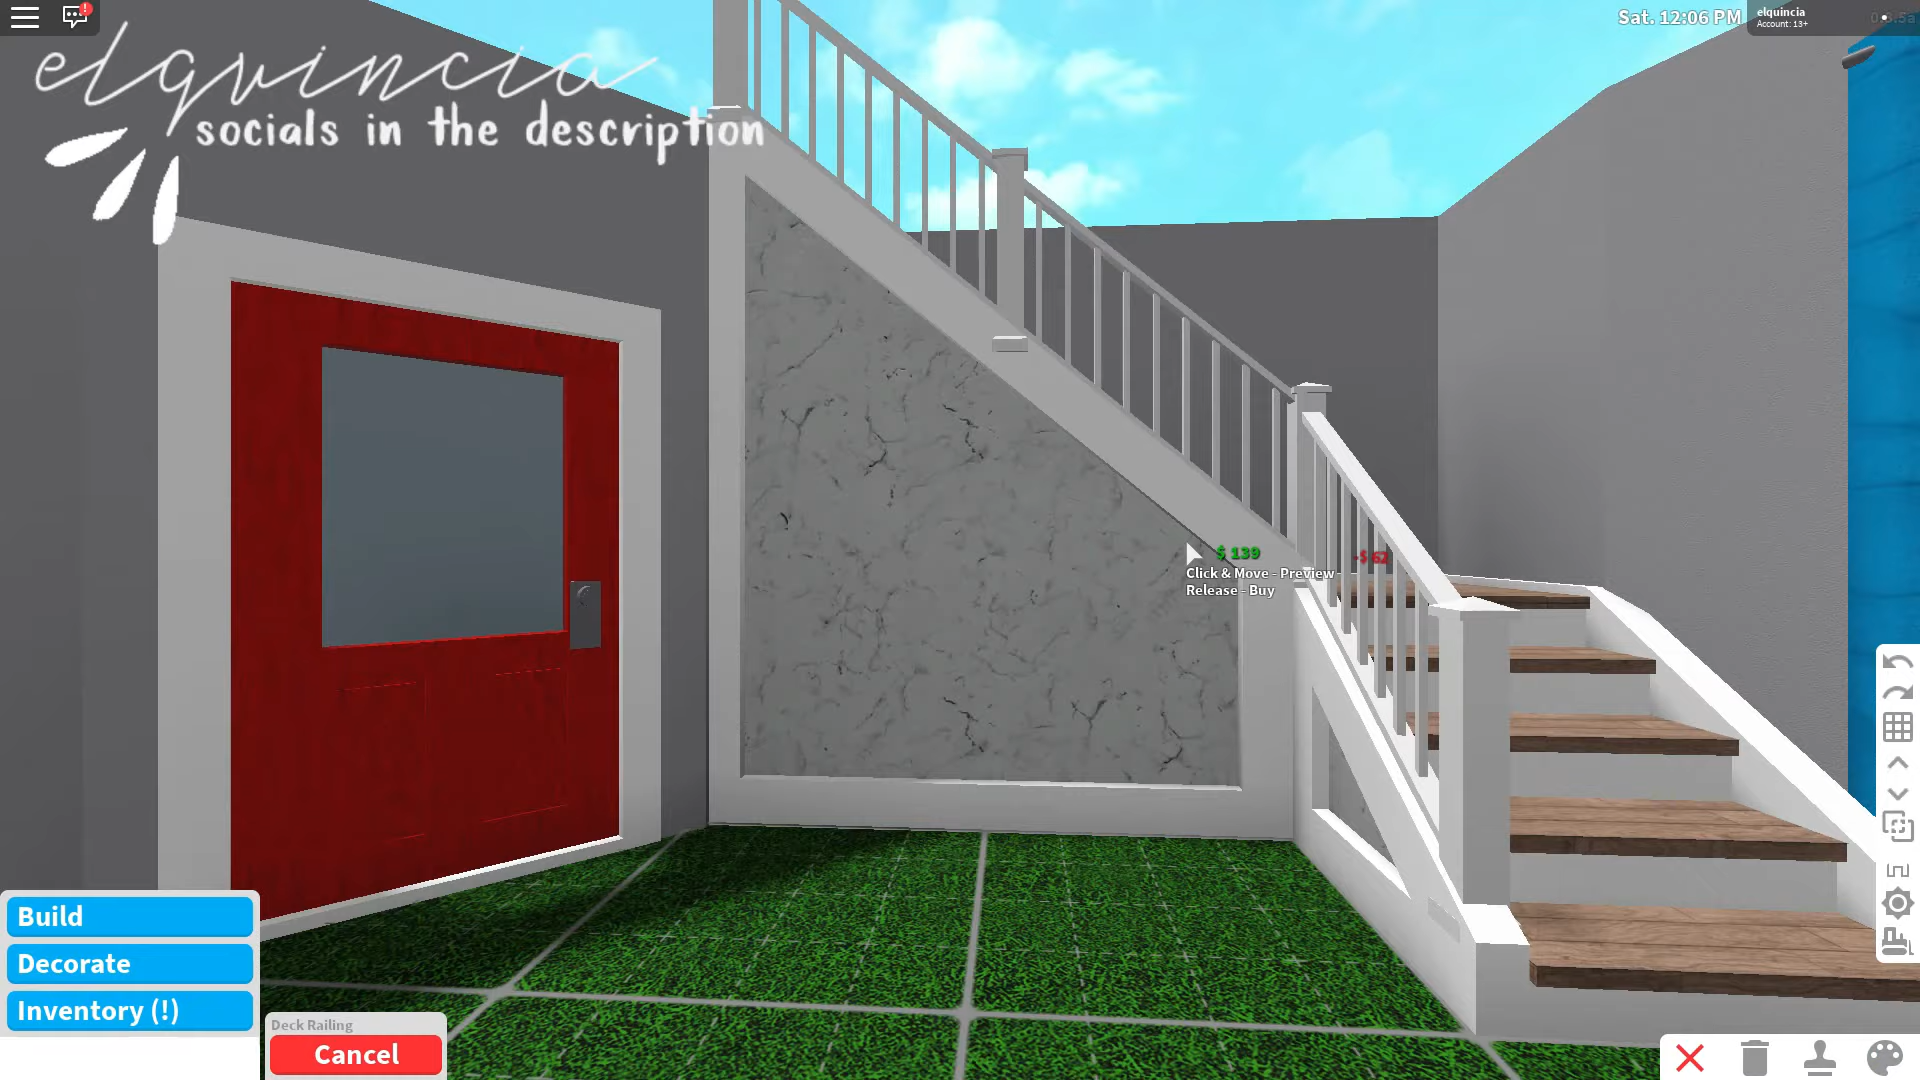 Sat. 12:06 PM
elquincia
Account: 13+
elquincia
socials in the description
$ 139
-$ 62
Click & Move - Preview
Release - Buy
Build
Decorate
Inventory (!)
Deck Railing
Cancel